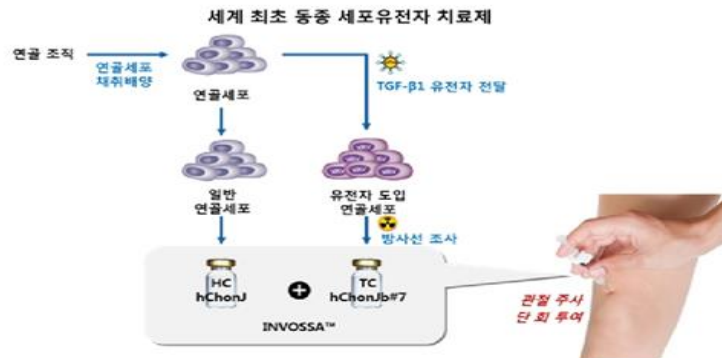 세계 최초 동종 세포유전자 치료제
연골 조직
연골세포
채취배양
연골세포
TGF-β1 유전자 전달
일반
연골세포
유전자 도입
연골세포
방사선 조사
HC
hChonJ
TC
hChonJb#7
INVOSSA™
관절 주사
단 회 투여